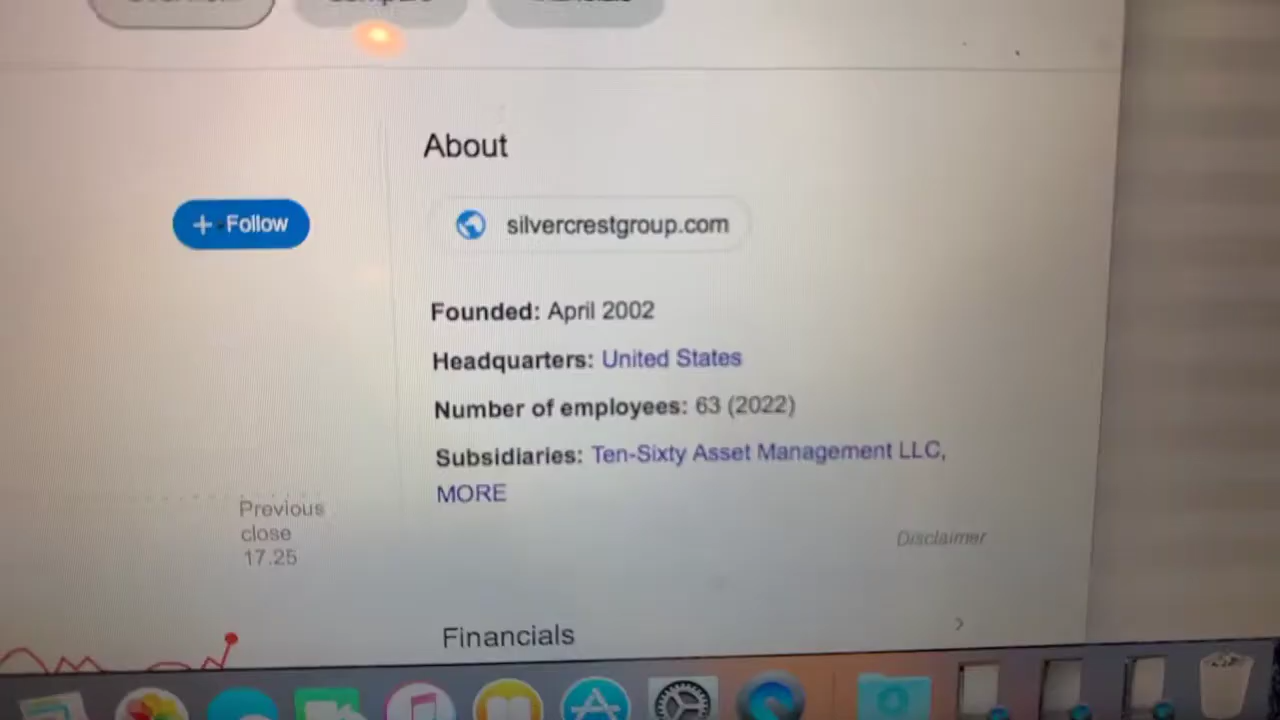 About
+ Follow
silvercrestgroup.com
Founded: April 2002
Headquarters: United States
Number of employees: 63 (2022)
Subsidiaries: Ten-Sixty Asset Management LLC,
MORE
Previous
close
17.25
Disclaimer
Financials